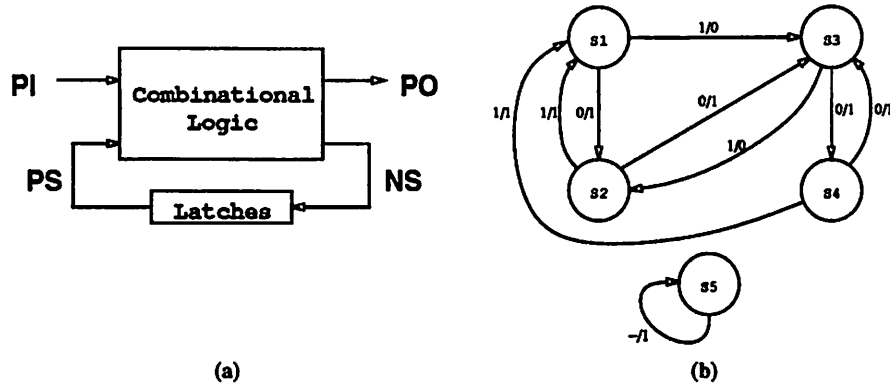 PI
Combinational
Logic
PO
PS
NS
Latches
(a)
S1
1/0
S3
1/1
1/1
0/1
0/1
1/0
0/1
0/1
S2
S4
S5
-/1
(b)